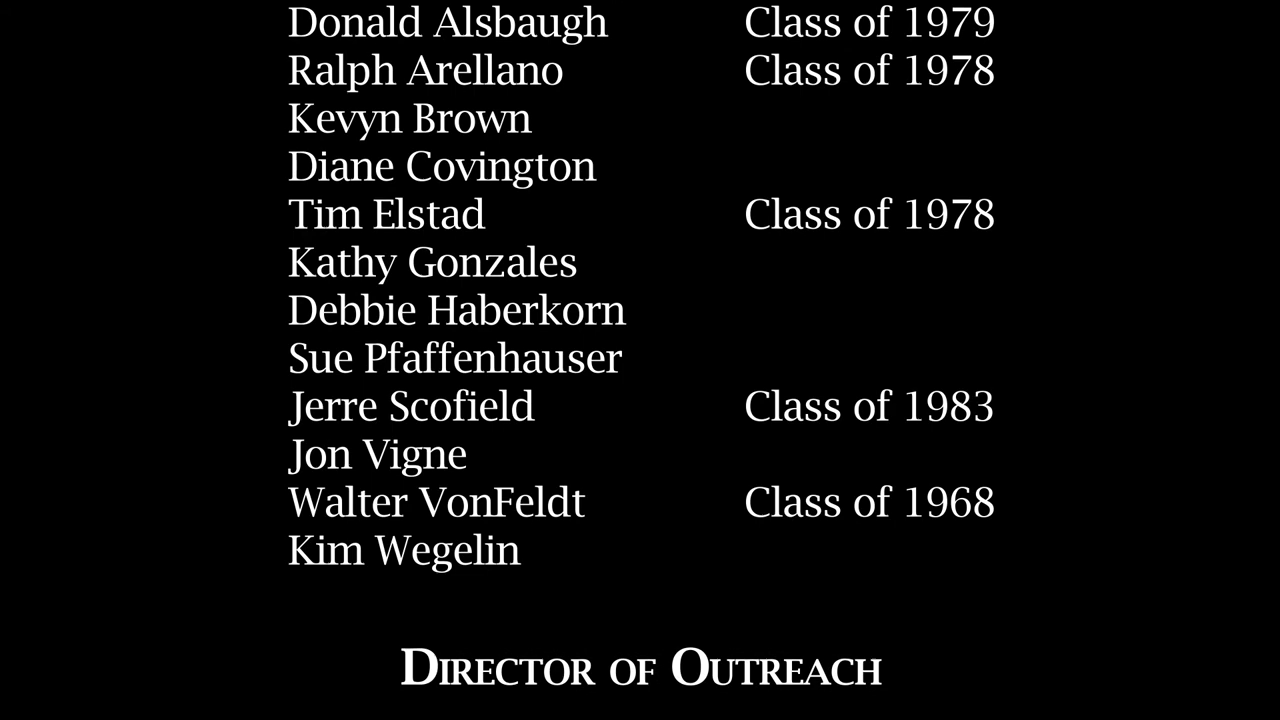 Donald Alsbaugh Class of 1979
Ralph Arellano Class of 1978
Kevyn Brown
Diane Covington
Tim Elstad Class of 1978
Kathy Gonzales
Debbie Haberkorn
Sue Pfaffenhauser
Jerre Scofield Class of 1983
Jon Vigne
Walter VonFeldt Class of 1968
Kim Wegelin
Director of Outreach